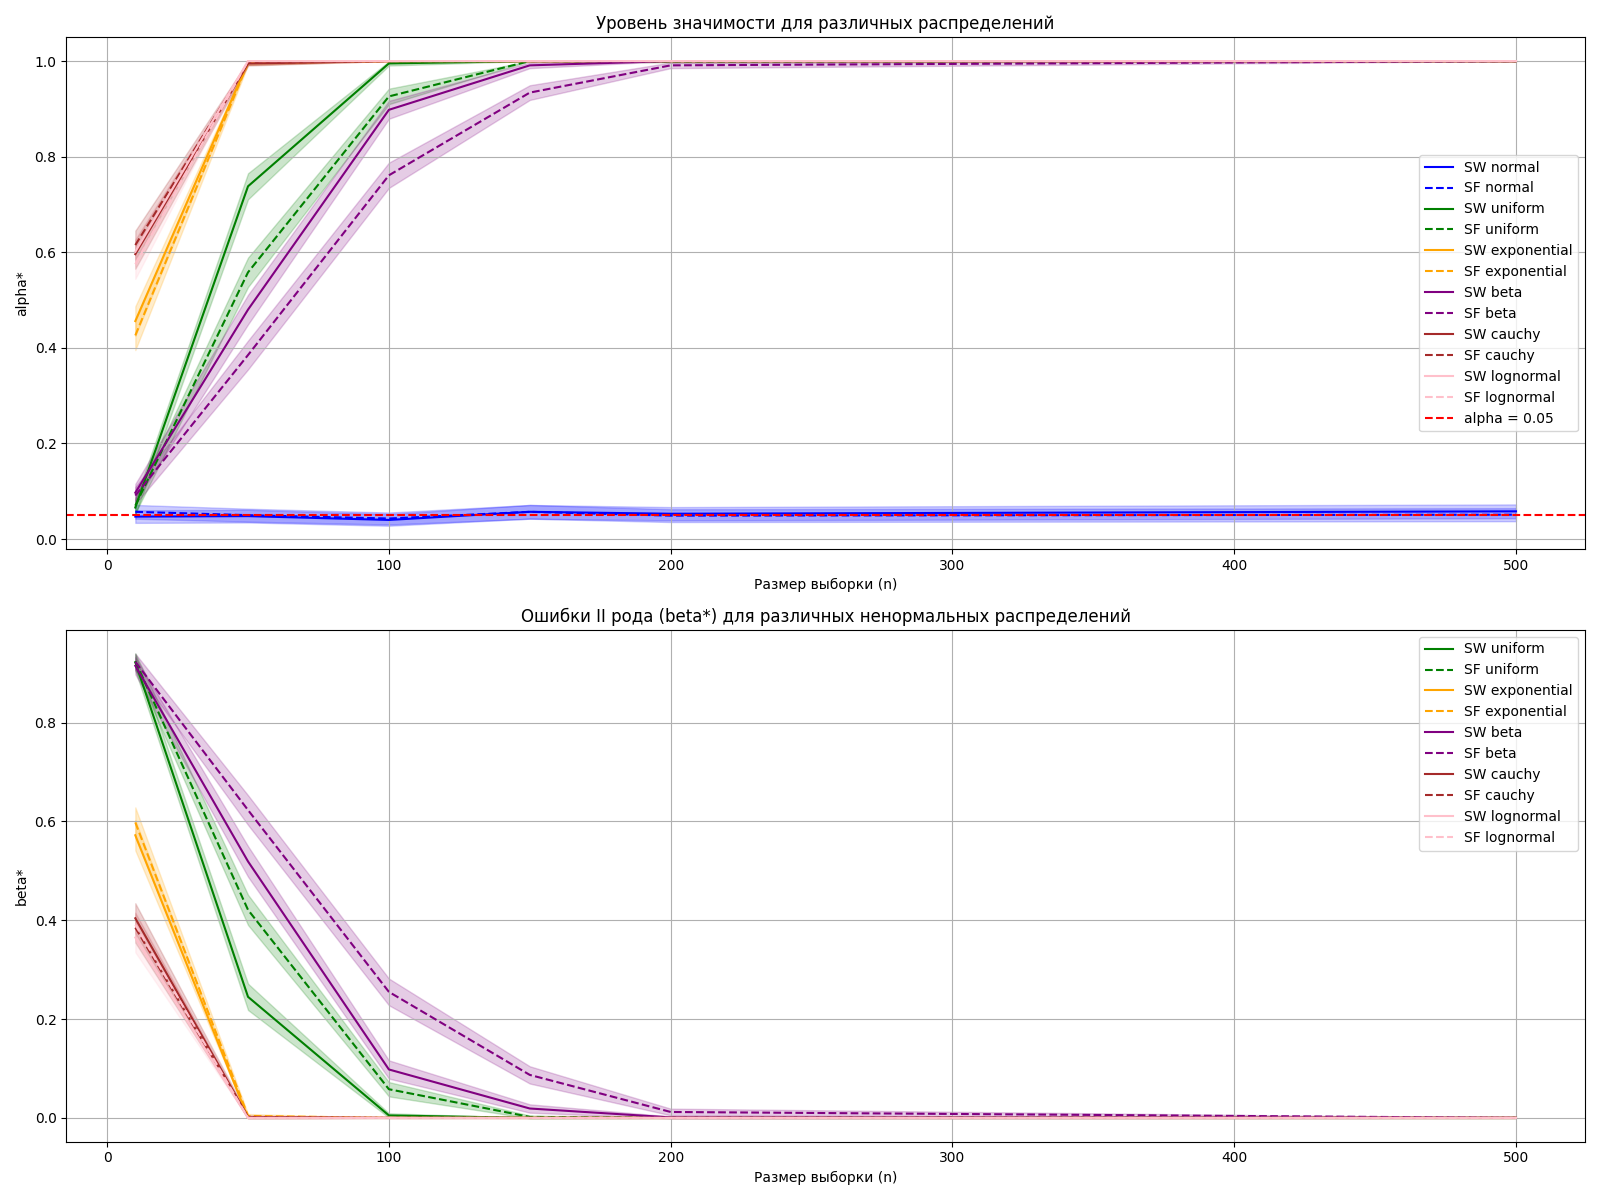 Уровень значимости для различных распределений
alpha*
1.0
0.8
0.6
0.4
0.2
0.0
SW normal
SF normal
SW uniform
SF uniform
SW exponential
SF exponential
SW beta
SF beta
SW cauchy
SF cauchy
SW lognormal
SF lognormal
alpha = 0.05
0
100
200
300
400
500
Размер выборки (n)
Ошибки II рода (beta*) для различных ненормальных распределений
beta*
0.8
0.6
0.4
0.2
0.0
SW uniform
SF uniform
SW exponential
SF exponential
SW beta
SF beta
SW cauchy
SF cauchy
SW lognormal
SF lognormal
0
100
200
300
400
500
Размер выборки (n)